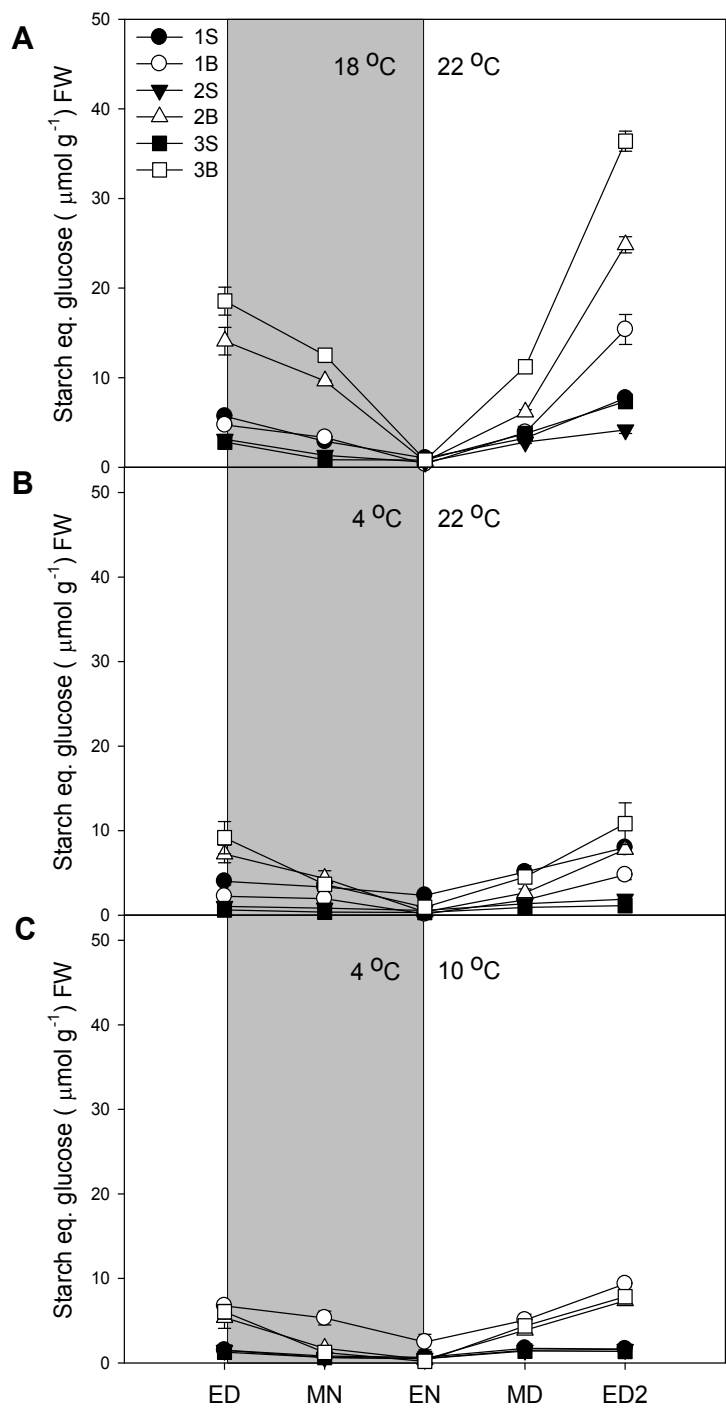 A
50
40
30
20
10
0
Starch eq. glucose ( μmol g-1) FW
1S
1B
2S
2B
3S
3B
18 oC 22 oC
B
50
40
30
20
10
0
Starch eq. glucose ( μmol g-1) FW
4 oC 22 oC
C
50
40
30
20
10
0
Starch eq. glucose ( μmol g-1) FW
4 oC 10 oC
ED MN EN MD ED2